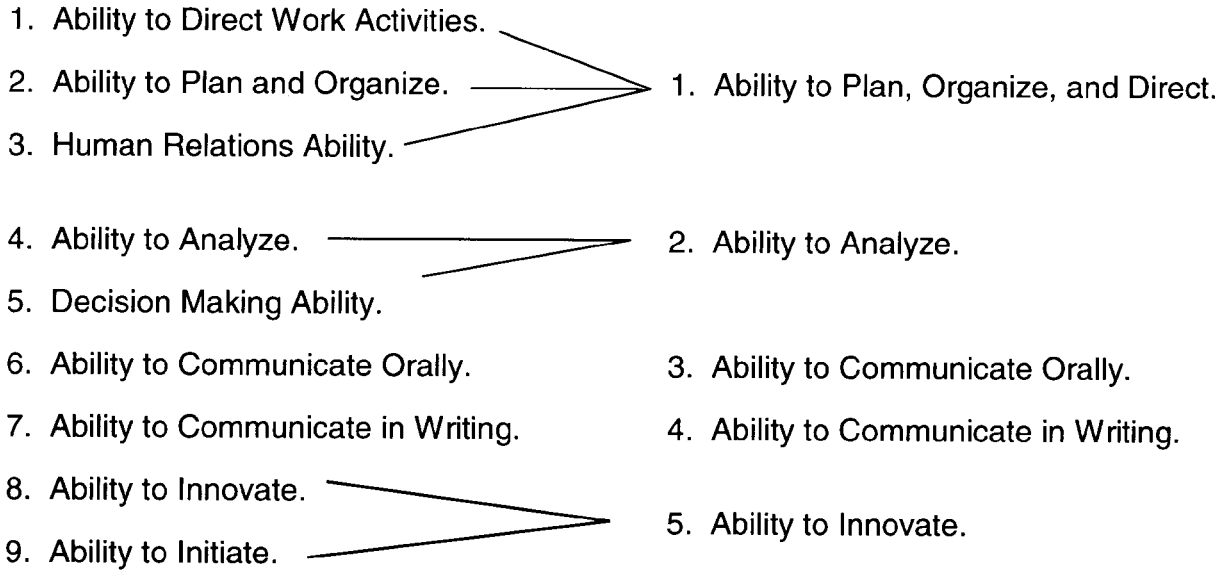 1. Ability to Direct Work Activities.
2. Ability to Plan and Organize.
3. Human Relations Ability.
1. Ability to Plan, Organize, and Direct.
4. Ability to Analyze.
5. Decision Making Ability.
2. Ability to Analyze.
6. Ability to Communicate Orally.
3. Ability to Communicate Orally.
7. Ability to Communicate in Writing.
4. Ability to Communicate in Writing.
8. Ability to Innovate.
9. Ability to Initiate.
5. Ability to Innovate.